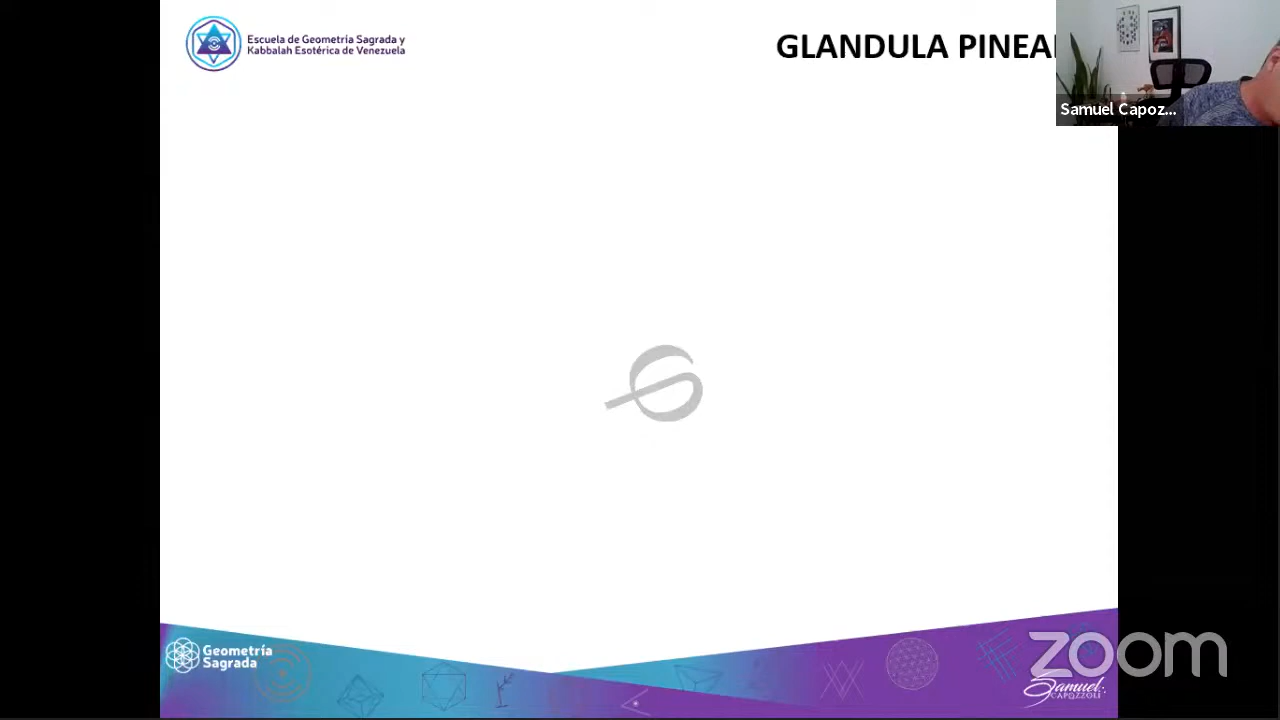 Escuela de Geometría Sagrada y
Kabbalah Esotérica de Venezuela
GLANDULA PINEA
Samuel Capoz...
Geometría
Sagrada
zoom
Samuel
CAPOZZOLI